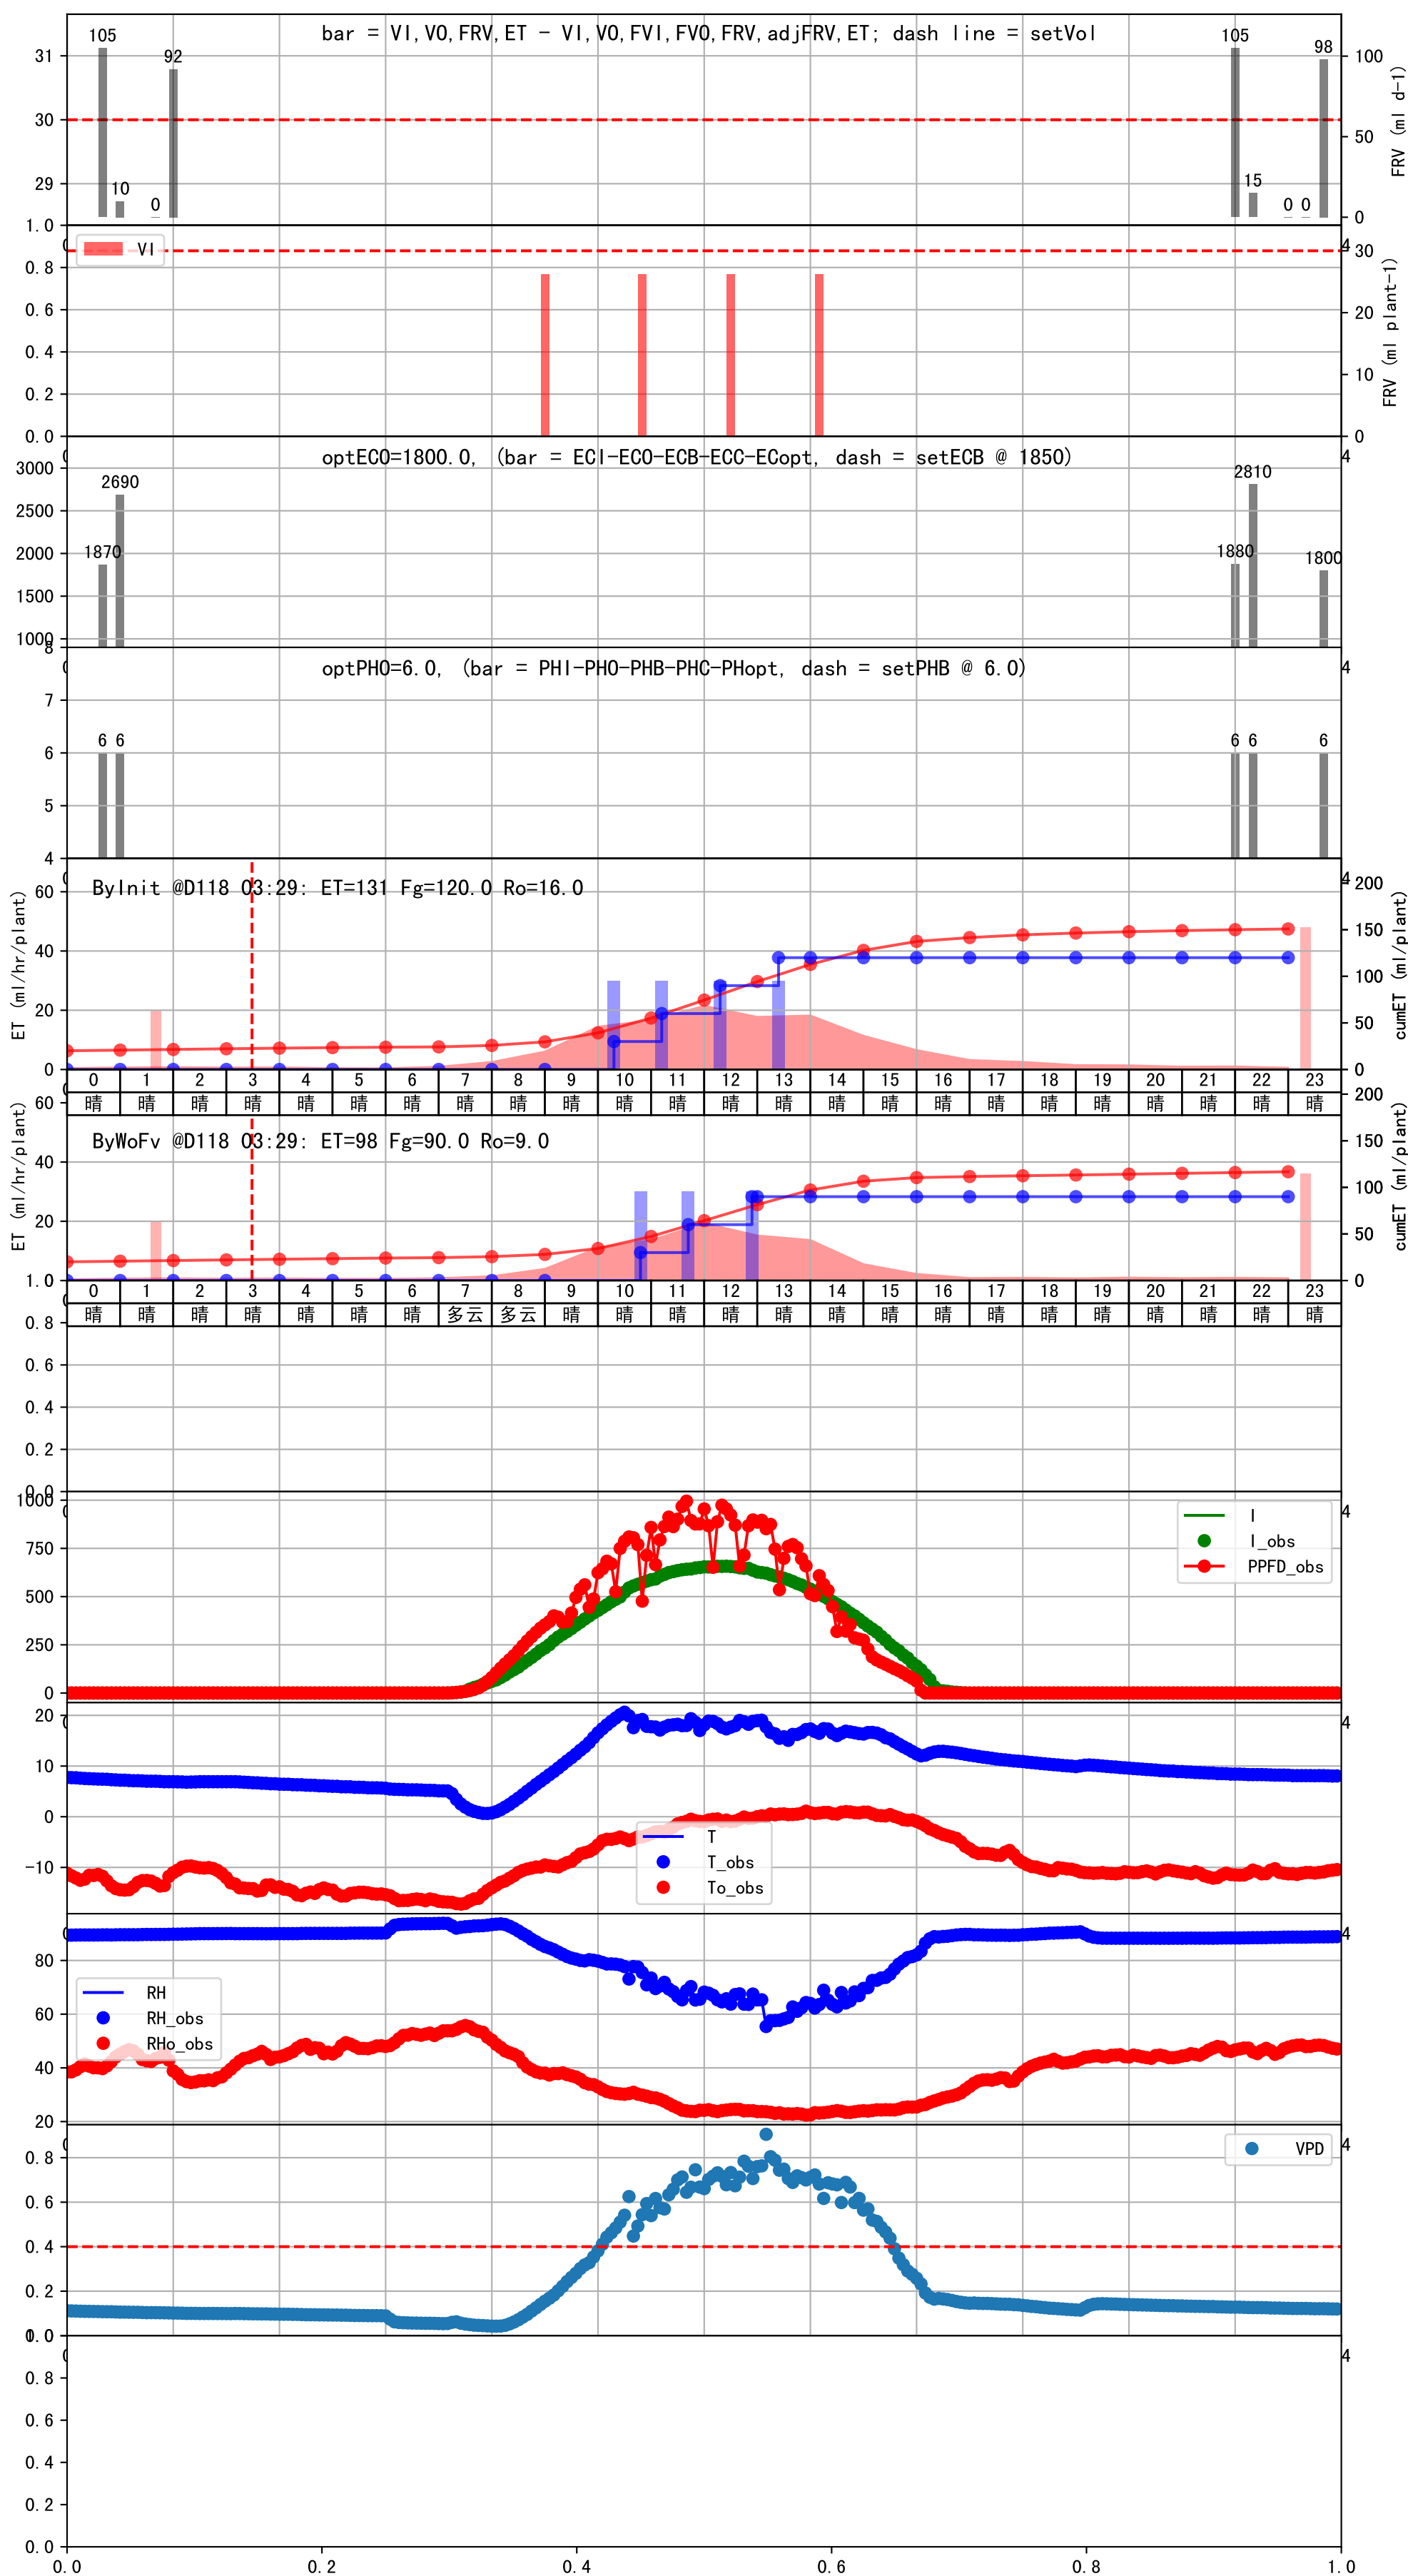 bar = VI,VO,FRV,ET - VI,VO,FVI,FVO,FRV,adjFRV,ET; dash line = setVol
105 10 0 92 105 15 0 0 98
31 30 29
100 50 0
FRV (ml d-1)
VI
1.0 0.8 0.6 0.4 0.2 0.0
4
30 20 10 0
FRV (ml plant-1)
optECO=1800.0, (bar = ECI-ECO-ECB-ECC-ECopt, dash = setECB @ 1850)
4
3000 2500 2000 1500 1000
1870 2690 1880 2810 1800
optPHO=6.0, (bar = PHI-PHO-PHB-PHC-PHopt, dash = setPHB @ 6.0)
4
8 7 6 5 4
6 6 6 6 6
ByInit @D118 03:29: ET=131 Fg=120.0 Ro=16.0
4
ET (ml/hr/plant)
60 40 20 0
200 150 100 50 0
cumET (ml/plant)
0 1 2 3 4 5 6 7 8 9 10 11 12 13 14 15 16 17 18 19 20 21 22 23
晴 晴 晴 晴 晴 晴 晴 晴 晴 晴 晴 晴 晴 晴 晴 晴 晴 晴 晴 晴 晴 晴 晴 晴
ByWoFv @D118 03:29: ET=98 Fg=90.0 Ro=9.0
ET (ml/hr/plant)
60 40 20
200 150 100 50 0
cumET (ml/plant)
0 1 2 3 4 5 6 7 8 9 10 11 12 13 14 15 16 17 18 19 20 21 22 23
晴 晴 晴 晴 晴 晴 晴 多云 多云 晴 晴 晴 晴 晴 晴 晴 晴 晴 晴 晴 晴 晴 晴 晴
1.0 0.8 0.6 0.4 0.2 0.0
1000 750 500 250 0
4
I
I_obs
PPFD_obs
20 10 0 -10
4
T
T_obs
To_obs
80 60 40 20
4
RH
RH_obs
RHo_obs
0.8 0.6 0.4 0.2
4
VPD
1.0 0.8 0.6 0.4 0.2 0.0
4
0.0 0.2 0.4 0.6 0.8 1.0